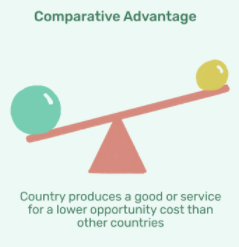 Comparative Advantage
Country produces a good or service
for a lower opportunity cost than
other countries